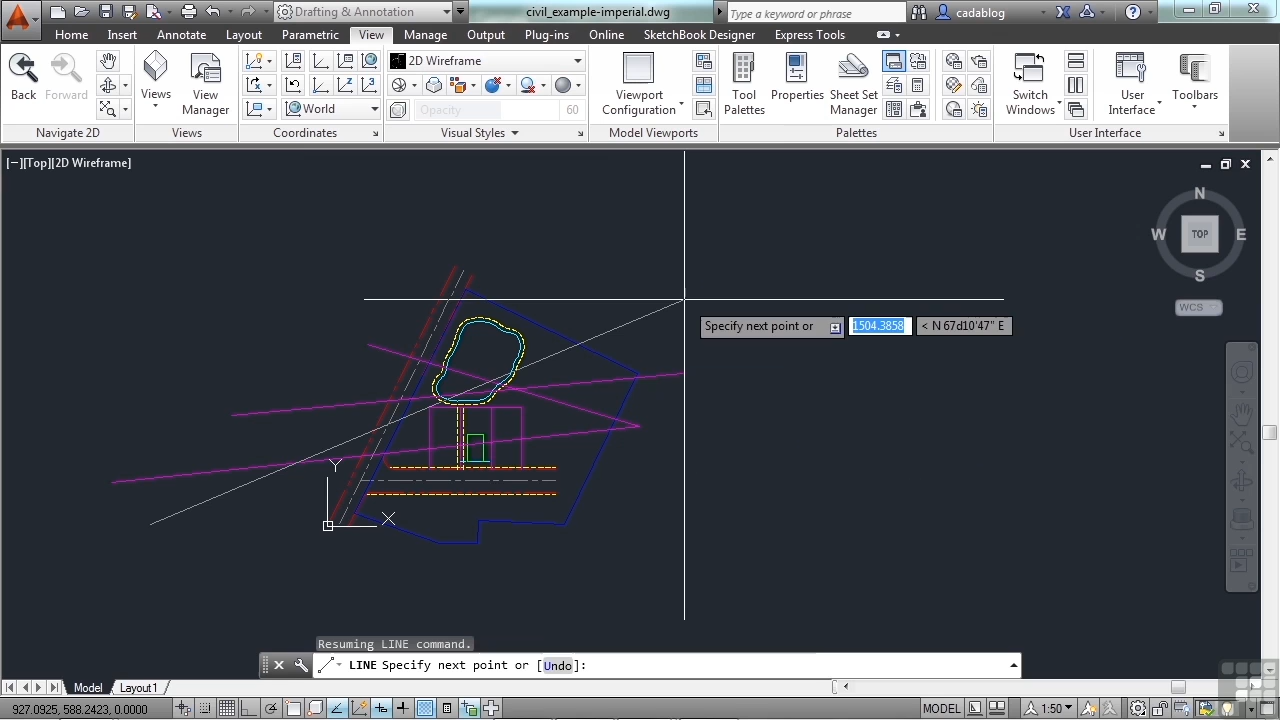 Drafting & Annotation
civil_example-imperial.dwg
Type a keyword or phrase
cadablog
Home Insert Annotate Layout Parametric View Manage Output Plug-ins Online SketchBook Designer Express Tools
Back
Forward
Views
View
Manager
World
2D Wireframe
Opacity 60
Viewport
Configuration
Tool
Palettes
Properties
Sheet Set
Manager
Switch
Windows
User
Interface
Toolbars
Navigate 2D Views Coordinates Visual Styles Model Viewports Palettes User Interface
[−][Top][2D Wireframe]
N
W TOP E
S
WCS
Specify next point or 1504.3858 < N 67d10'47" E
Y
X
Resuming LINE command.
LINE Specify next point or [Undo]:
Model Layout1
927.0925, 588.2423, 0.0000 MODEL 1:50